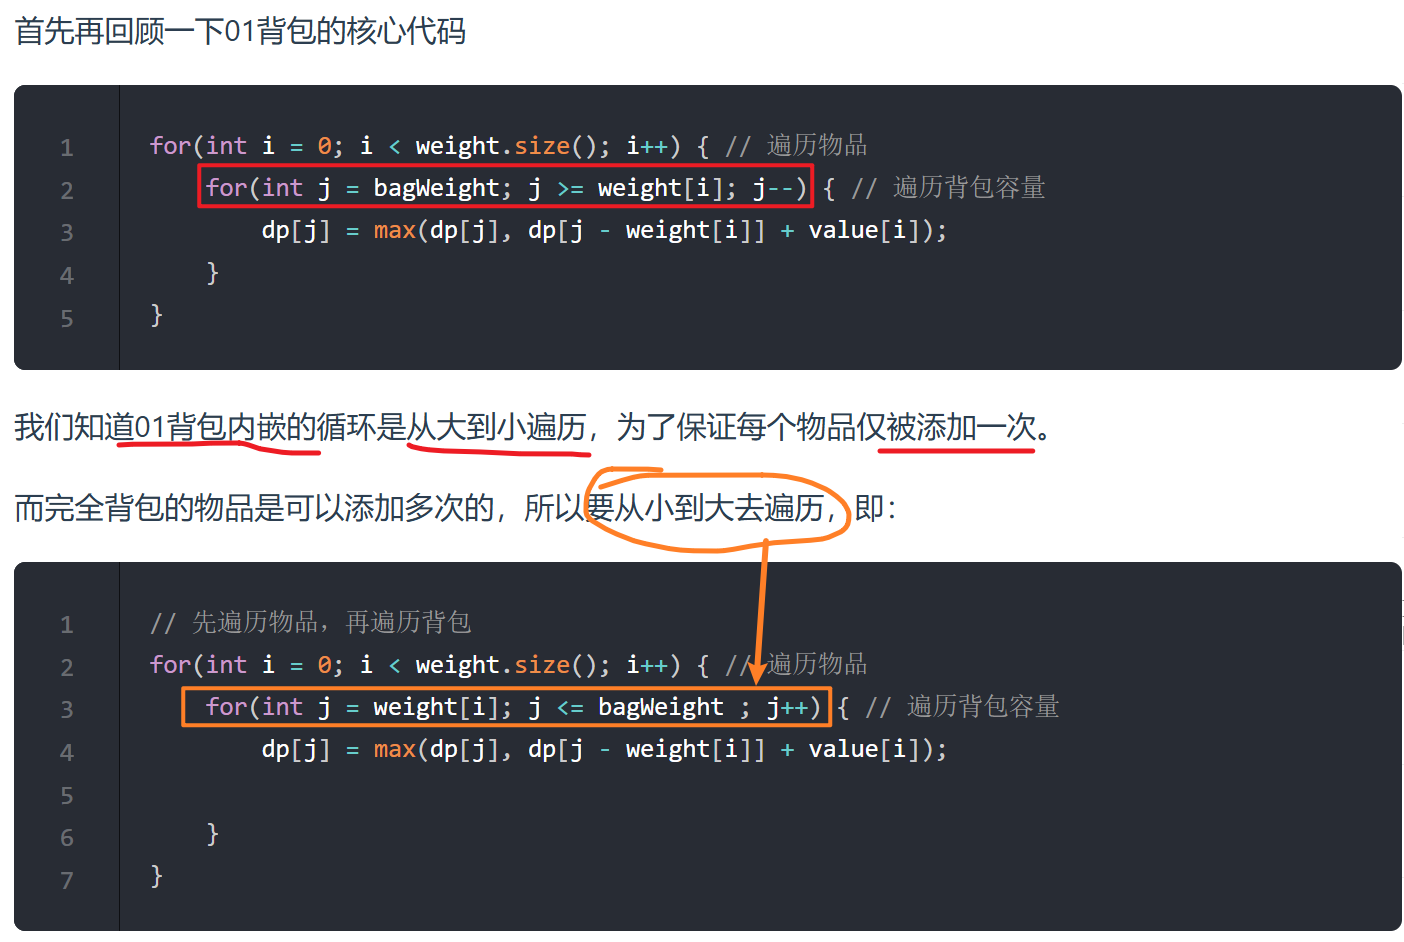 首先再回顾一下01背包的核心代码
1 for(int i = 0; i < weight.size(); i++) { // 遍历物品
2 for(int j = bagWeight; j >= weight[i]; j--) { // 遍历背包容量
3 dp[j] = max(dp[j], dp[j - weight[i]] + value[i]);
4 }
5 }
我们知道01背包内嵌的循环是从大到小遍历，为了保证每个物品仅被添加一次。
而完全背包的物品是可以添加多次的，所以要从小到大去遍历，即：
1 // 先遍历物品，再遍历背包
2 for(int i = 0; i < weight.size(); i++) { // 遍历物品
3 for(int j = weight[i]; j <= bagWeight ; j++) { // 遍历背包容量
4 dp[j] = max(dp[j], dp[j - weight[i]] + value[i]);
5
6 }
7 }